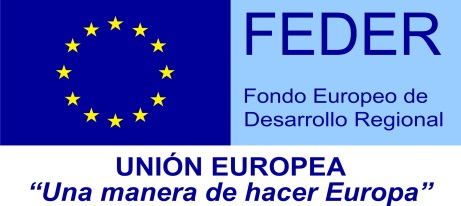 FEDER
Fondo Europeo de
Desarrollo Regional
UNIÓN EUROPEA
“Una manera de hacer Europa”